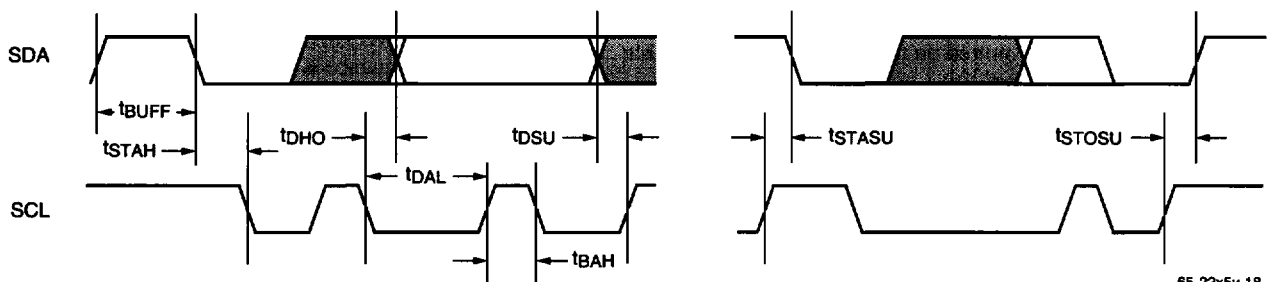 SDA
tBUFF
tSTAH
tDHO
tDSU
tSTASU
tSTOSU
tDAL
SCL
tBAH